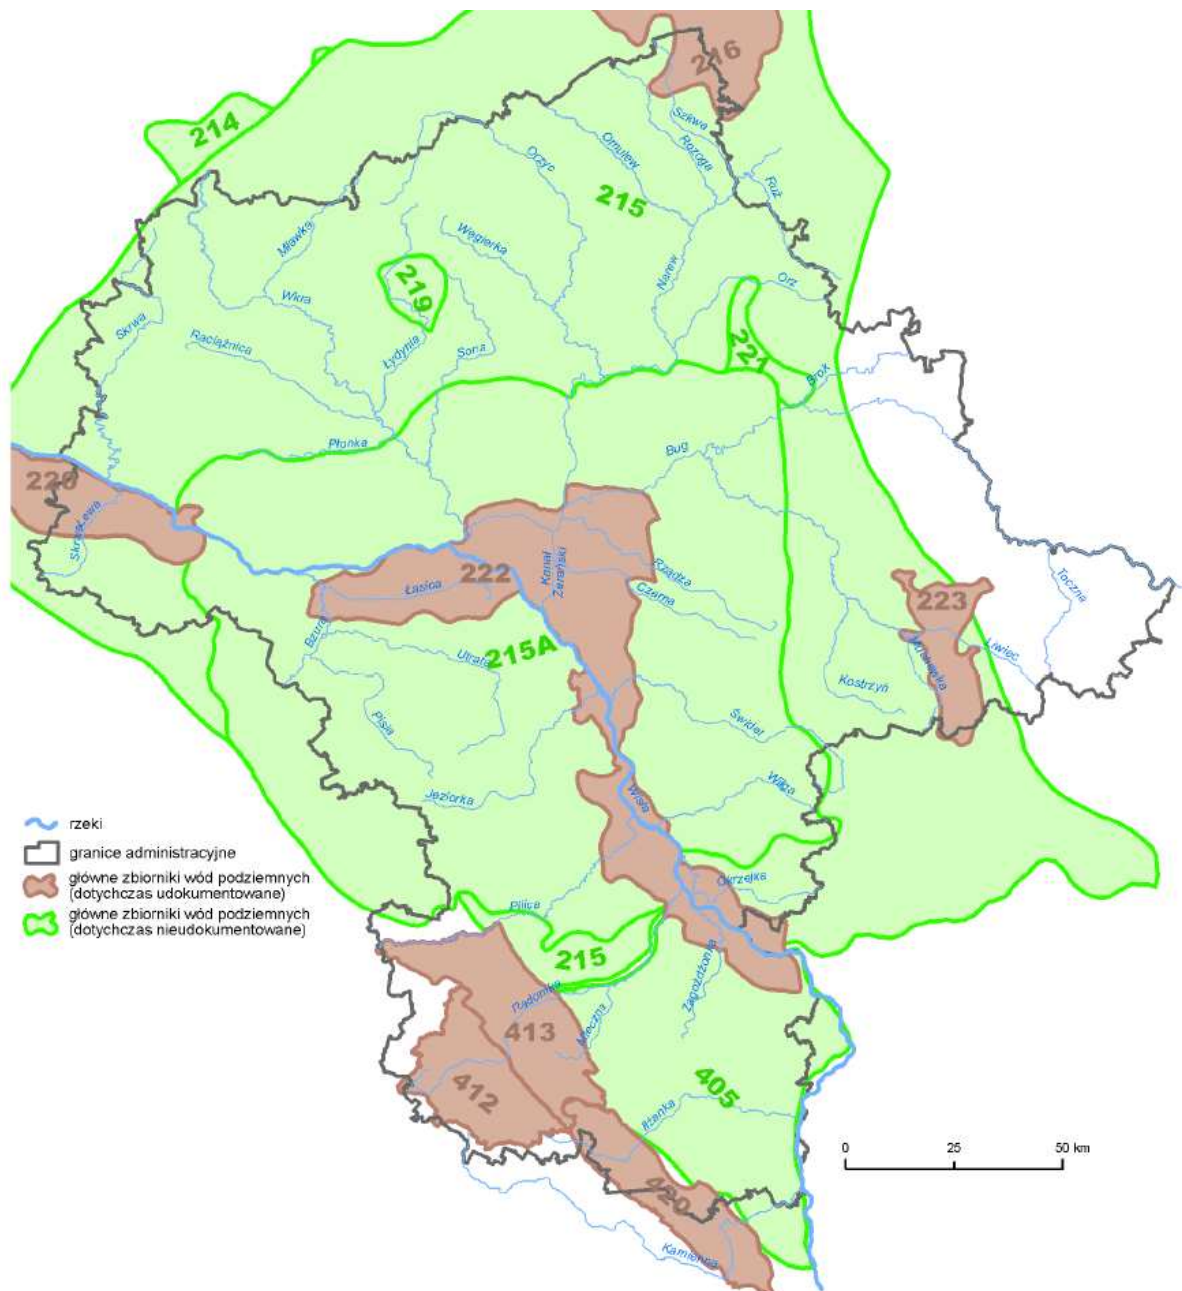 216
214
Szkwa
Omulew
Rozoga
Orzyc
Ruż
215
Mławka
Węgierka
Narew
219
Orz
Wkra
Skrwa
Raciążnica
Łydynia
Sona
221
Brok
Płonka
Bug
220
Skrwa Lewa
Kanał
Żerański
222
Łasica
Rządza
Czarna
Toczna
223
Bzura
Utrata
215A
Liwiec
Muchawka
Kostrzyń
Pisia
Świder
Jeziorka
Wilga
Wisła
rzeki
granice administracyjne
główne zbiorniki wód podziemnych
(dotychczas udokumentowane)
główne zbiorniki wód podziemnych
(dotychczas nieudokumentowane)
Okrzejka
Pilica
215
Zagożdżonka
Radomka
Mleczna
413
412
405
Iłżanka
0 25 50 km
420
Kamienna